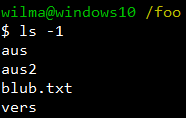 wilma@windows10 /foo
$ ls -1
aus
aus2
blub.txt
vers